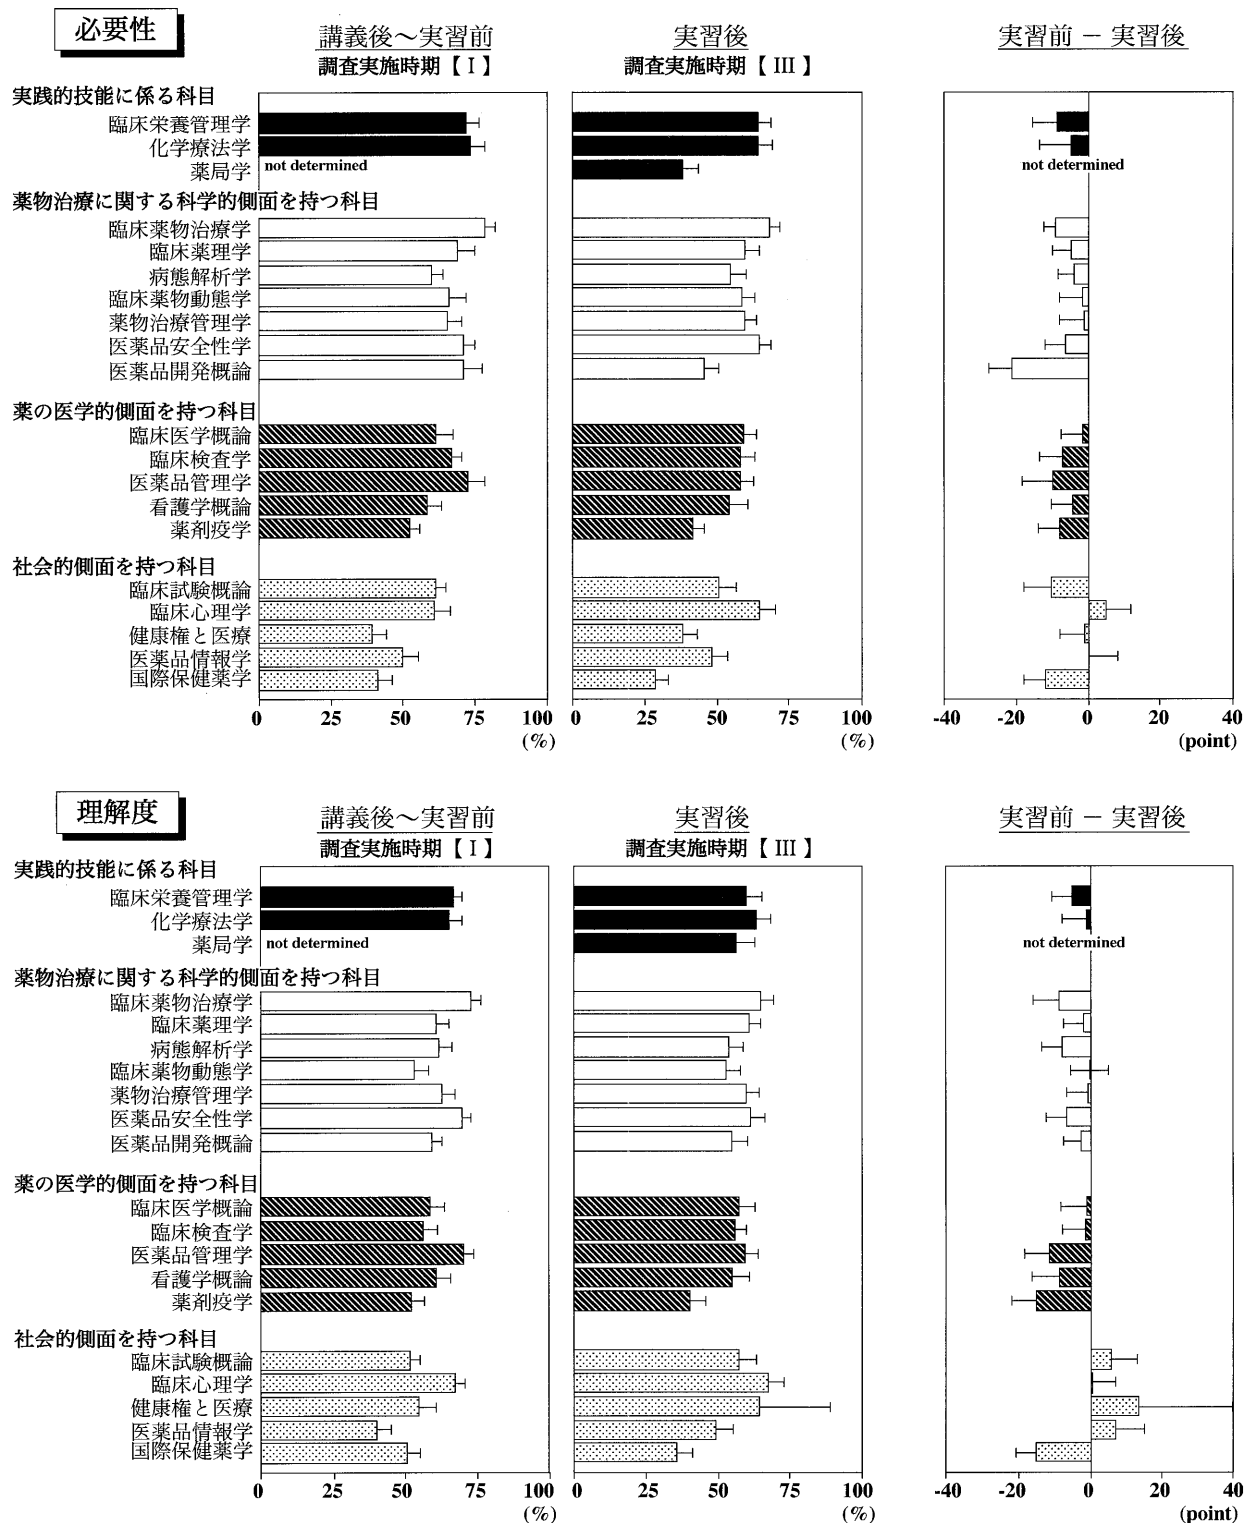 必要性
講義後～実習前
実習後
実習前 － 実習後
調査実施時期【 I 】
調査実施時期【 III 】
実践的技能に係る科目
臨床栄養管理学
化学療法学
薬局学
not determined
not determined
薬物治療に関する科学的側面を持つ科目
臨床薬物治療学
臨床薬理学
病態解析学
臨床薬物動態学
薬物治療管理学
医薬品安全性学
医薬品開発概論
薬の医学的側面を持つ科目
臨床医学概論
臨床検査学
医薬品管理学
看護学概論
薬剤疫学
社会的側面を持つ科目
臨床試験概論
臨床心理学
健康権と医療
医薬品情報学
国際保健薬学
0 25 50 75 100
(%)
0 25 50 75 100
(%)
-40 -20 0 20 40
(point)
理解度
講義後～実習前
実習後
実習前 － 実習後
調査実施時期【 I 】
調査実施時期【 III 】
実践的技能に係る科目
臨床栄養管理学
化学療法学
薬局学
not determined
not determined
薬物治療に関する科学的側面を持つ科目
臨床薬物治療学
臨床薬理学
病態解析学
臨床薬物動態学
薬物治療管理学
医薬品安全性学
医薬品開発概論
薬の医学的側面を持つ科目
臨床医学概論
臨床検査学
医薬品管理学
看護学概論
薬剤疫学
社会的側面を持つ科目
臨床試験概論
臨床心理学
健康権と医療
医薬品情報学
国際保健薬学
0 25 50 75 100
(%)
0 25 50 75 100
(%)
-40 -20 0 20 40
(point)